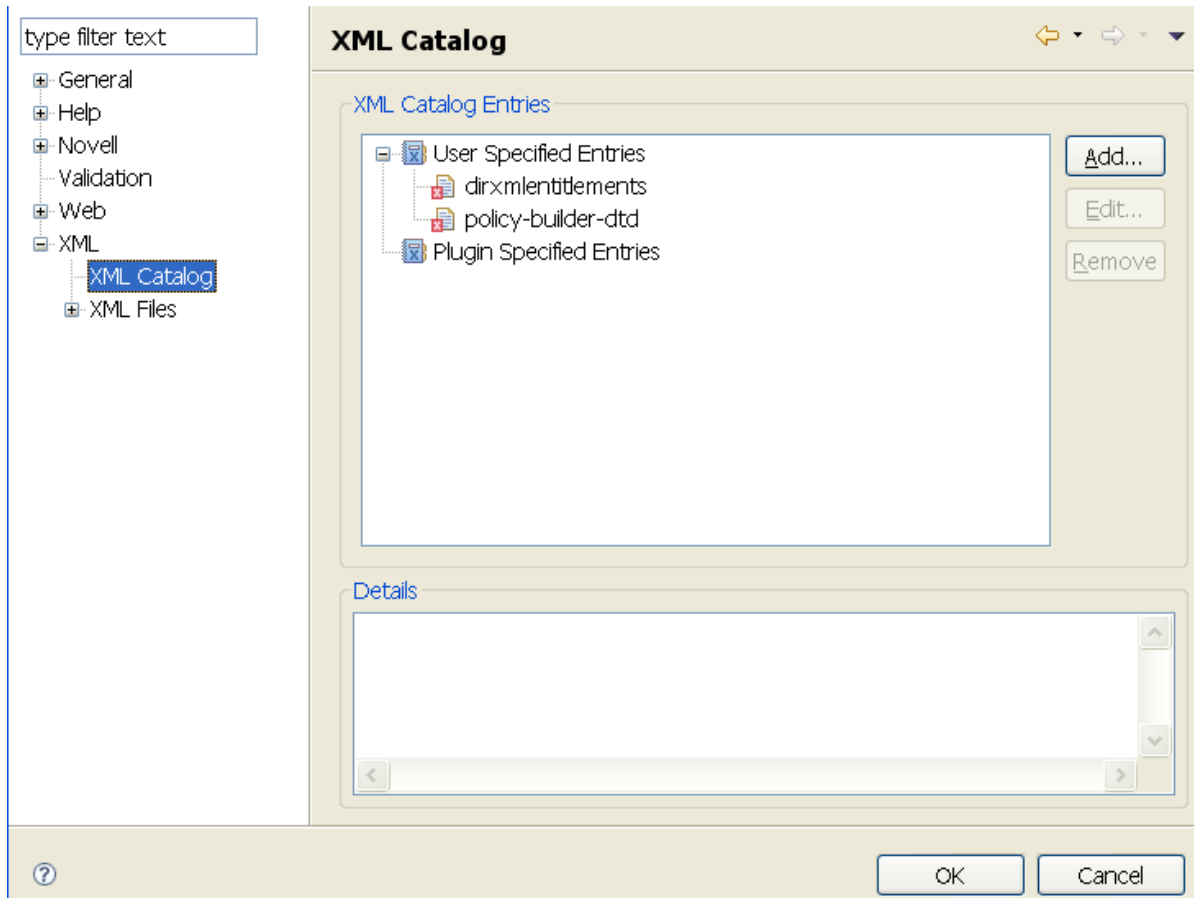 type filter text
General
Help
Novell
Validation
Web
XML
XML Catalog
XML Files
XML Catalog
XML Catalog Entries
User Specified Entries
dirxmlentitlements
policy-builder-dtd
Plugin Specified Entries
Add...
Edit...
Remove
Details
OK
Cancel